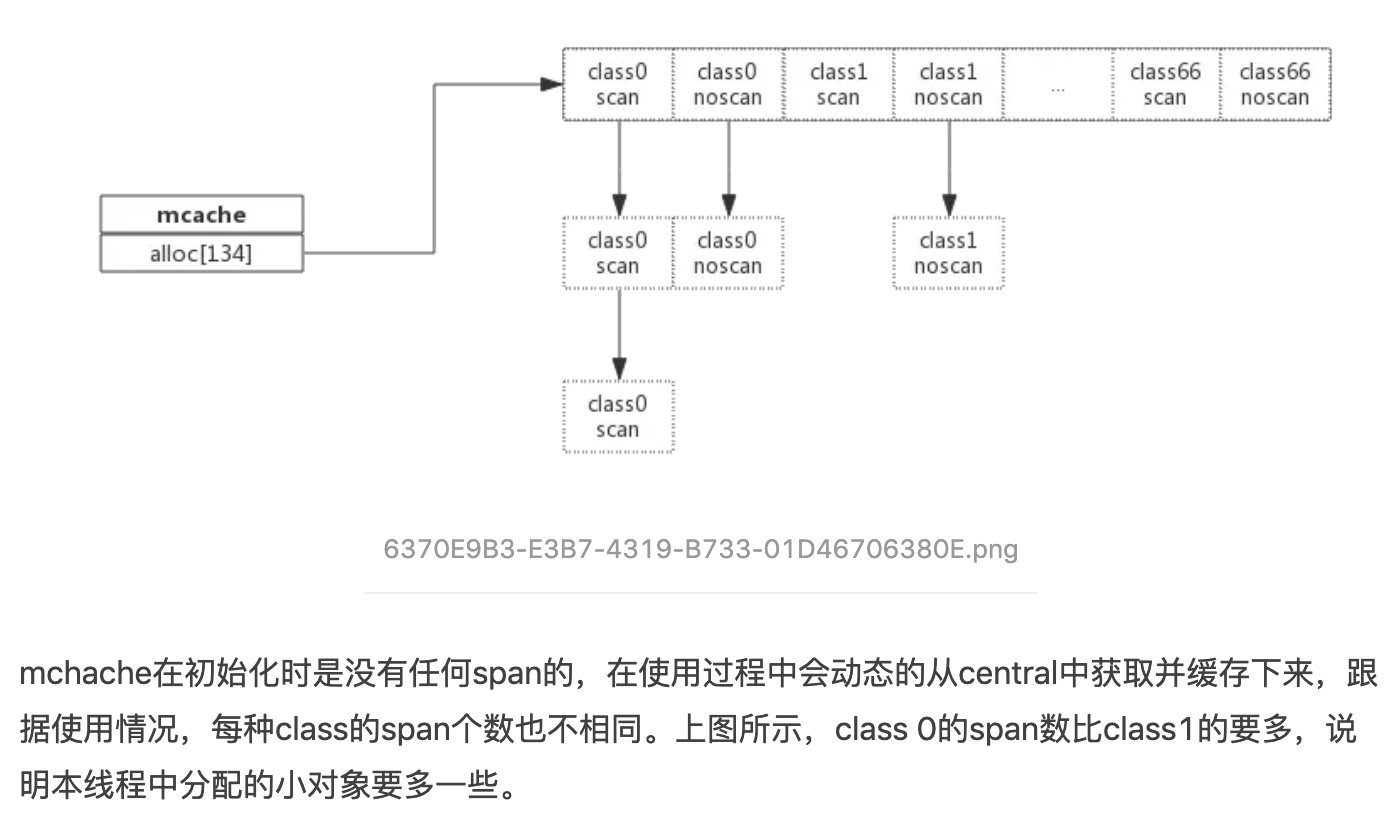 class0 class0 class1 class1 class66 class66
scan noscan scan noscan ... scan noscan
mcache
alloc[134]
class0 class0 class1
scan noscan noscan
class0
scan
6370E9B3-E3B7-4319-B733-01D46706380E.png
mchache在初始化时是没有任何span的，在使用过程中会动态的从central中获取并缓存下来，跟
据使用情况，每种class的span个数也不相同。上图所示，class 0的span数比class1的要多，说
明本线程中分配的小对象要多一些。